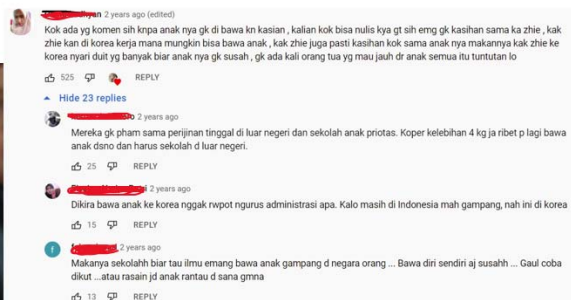 2 years ago (edited)
Kok ada yg komen sih knpa anak nya gk di bawa kn kasian , kalian kok bisa nulis kya gt sih emg gk kasihan sama ka zhie , kak
zhie kan di korea kerja mana mungkin bisa bawa anak , kak zhie juga pasti kasihan kok sama anak nya makannya kak zhie ke
korea nyari duit yg banyak biar anak nya gk susah , gk ada kali orang tua yg mau jauh dr anak semua itu tuntutan lo
525 REPLY
Hide 23 replies
2 years ago
Mereka gk pham sama perijinan tinggal di luar negeri dan sekolah anak priotas. Koper kelebihan 4 kg ja ribet p lagi bawa
anak dsno dan harus sekolah d luar negeri.
25 REPLY
2 years ago
Dikira bawa anak ke korea nggak rwpot ngurus administrasi apa. Kalo masih di Indonesia mah gampang, nah ini di korea
15 REPLY
f
2 years ago
Makanya sekolahh biar tau ilmu emang bawa anak gampang d negara orang ... Bawa diri sendiri aj susahh ... Gaul coba
dikut ...atau rasain jd anak rantau d sana gmna
13 REPLY